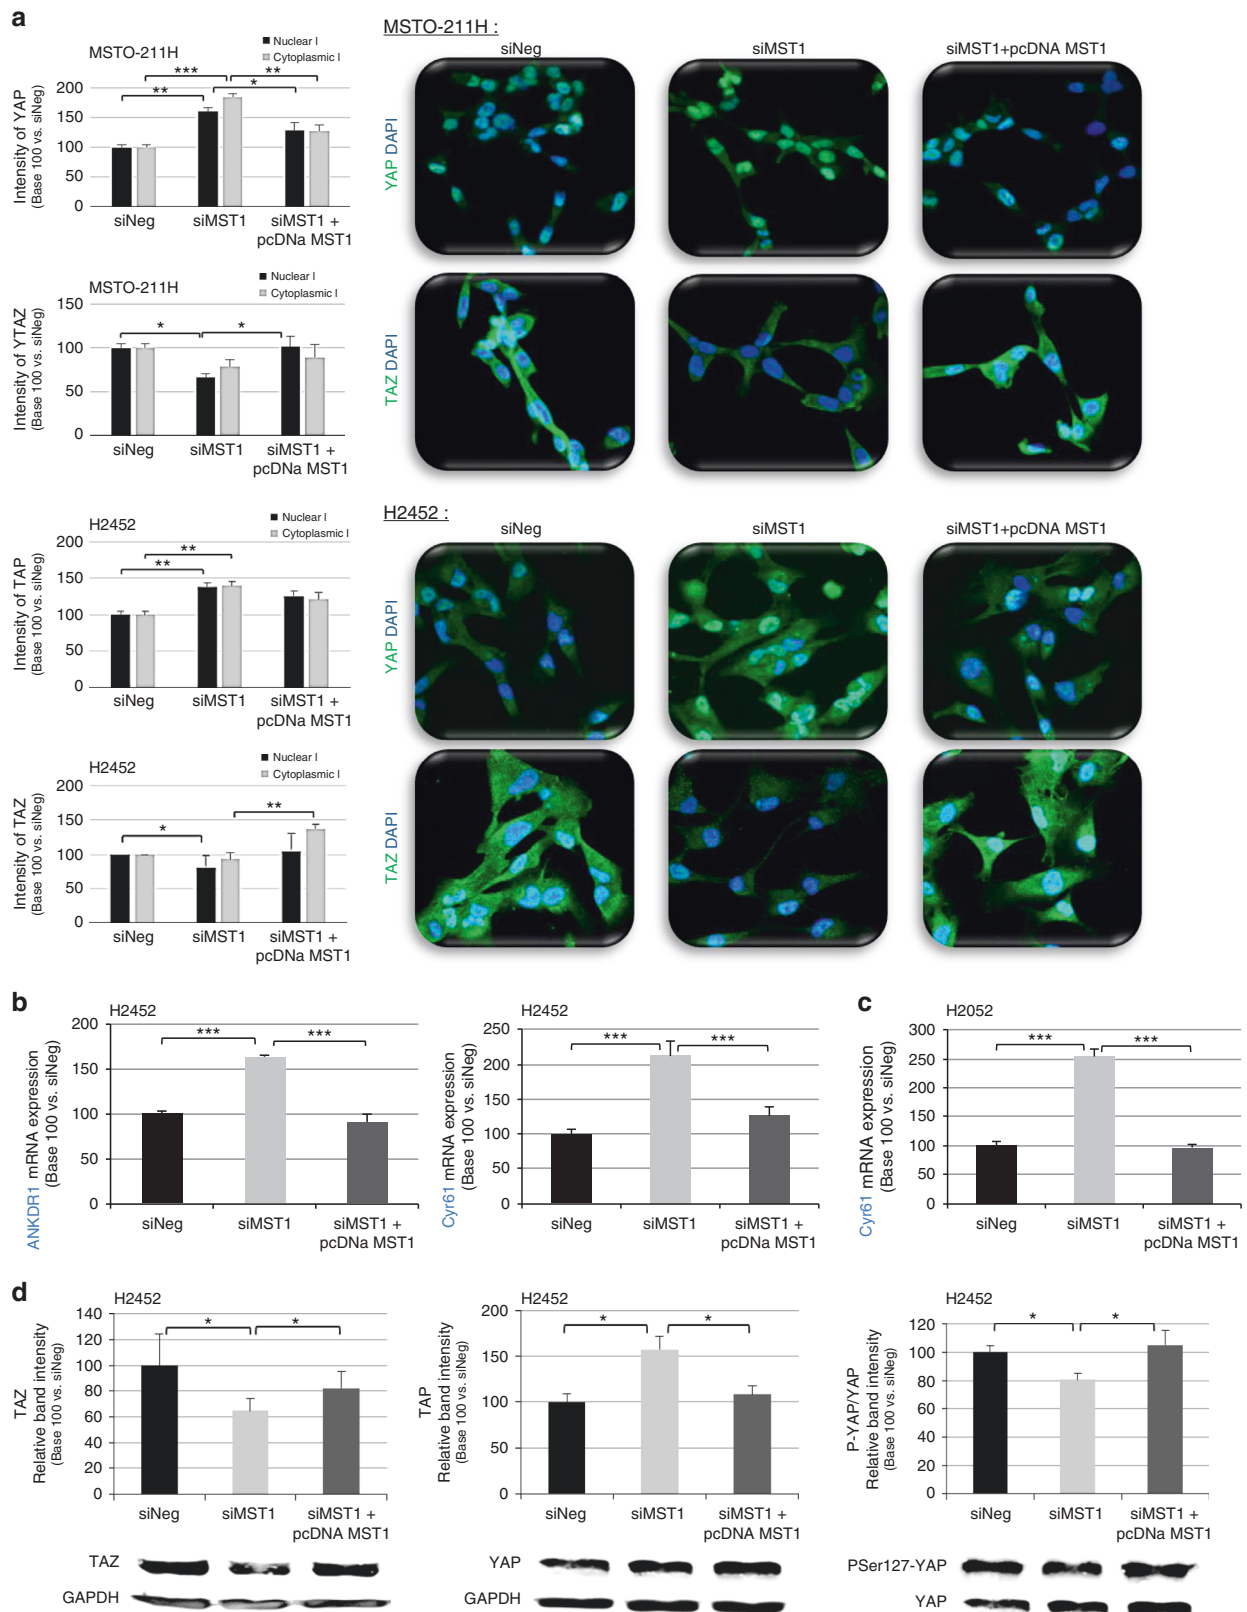 a
MSTO-211H
Nuclear I
Cytoplasmic I
*** **
** *
Intensity of YAP
(Base 100 vs. siNeg)
200
150
100
50
0
siNeg siMST1 siMST1 +
pcDNa MST1
MSTO-211H :
siNeg siMST1 siMST1+pcDNA MST1
YAP DAPI
MSTO-211H
Nuclear I
Cytoplasmic I
* *
Intensity of YTAZ
(Base 100 vs. siNeg)
150
100
50
0
siNeg siMST1 siMST1 +
pcDNa MST1
TAZ DAPI
H2452
Nuclear I
Cytoplasmic I
**
**
Intensity of TAP
(Base 100 vs. siNeg)
200
150
100
50
0
siNeg siMST1 siMST1 +
pcDNa MST1
H2452 :
siNeg siMST1 siMST1+pcDNA MST1
YAP DAPI
H2452
Nuclear I
Cytoplasmic I
* **
Intensity of TAZ
(Base 100 vs. siNeg)
200
150
100
50
0
siNeg siMST1 siMST1 +
pcDNa MST1
TAZ DAPI
b
H2452
*** ***
ANKDR1 mRNA expression
(Base 100 vs. siNeg)
200
150
100
50
0
siNeg siMST1 siMST1 +
pcDNa MST1
H2452
*** ***
Cyr61 mRNA expression
(Base 100 vs. siNeg)
250
200
150
100
50
0
siNeg siMST1 siMST1 +
pcDNa MST1
c
H2052
*** ***
Cyr61 mRNA expression
(Base 100 vs. siNeg)
300
250
200
150
100
50
0
siNeg siMST1 siMST1 +
pcDNa MST1
d
H2452
* *
TAZ
Relative band intensity
(Base 100 vs. siNeg)
140
120
100
80
60
40
20
0
siNeg siMST1 siMST1 +
pcDNA MST1
TAZ
GAPDH
H2452
* *
TAP
Relative band intensity
(Base 100 vs. siNeg)
200
150
100
50
0
siNeg siMST1 siMST1 +
pcDNA MST1
YAP
GAPDH
H2452
* *
P-YAP/YAP
Relative band intensity
(Base 100 vs. siNeg)
120
100
80
60
40
20
0
siNeg siMST1 siMST1 +
pcDNA MST1
PSer127-YAP
YAP